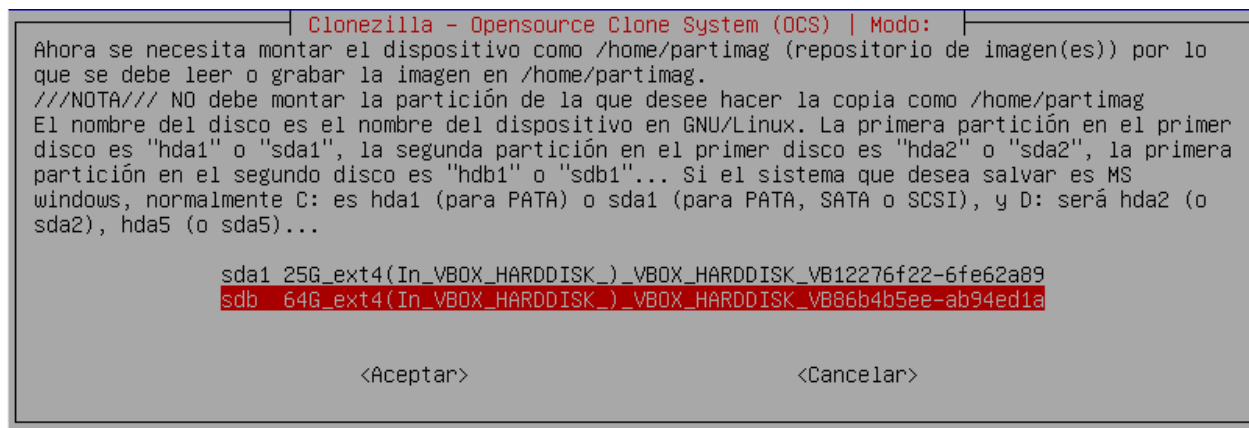 Clonezilla - Opensource Clone System (OCS) | Modo:
Ahora se necesita montar el dispositivo como /home/partimag (repositorio de imagen(es)) por lo
que se debe leer o grabar la imagen en /home/partimag.
///NOTA/// NO debe montar la partición de la que desee hacer la copia como /home/partimag
El nombre del disco es el nombre del dispositivo en GNU/Linux. La primera partición en el primer
disco es "hda1" o "sda1", la segunda partición en el primer disco es "hda2" o "sda2", la primera
partición en el segundo disco es "hdb1" o "sdb1"... Si el sistema que desea salvar es MS
windows, normalmente C: es hda1 (para PATA) o sda1 (para PATA, SATA o SCSI), y D: será hda2 (o
sda2), hda5 (o sda5)...
sda1 25G_ext4(In_VBOX_HARDDISK_)_VBOX_HARDDISK_VB12276f22-6fe62a89
sdb 64G_ext4(In_VBOX_HARDDISK_)_VBOX_HARDDISK_VB86b4b5ee-ab94ed1a
<Aceptar> <Cancelar>